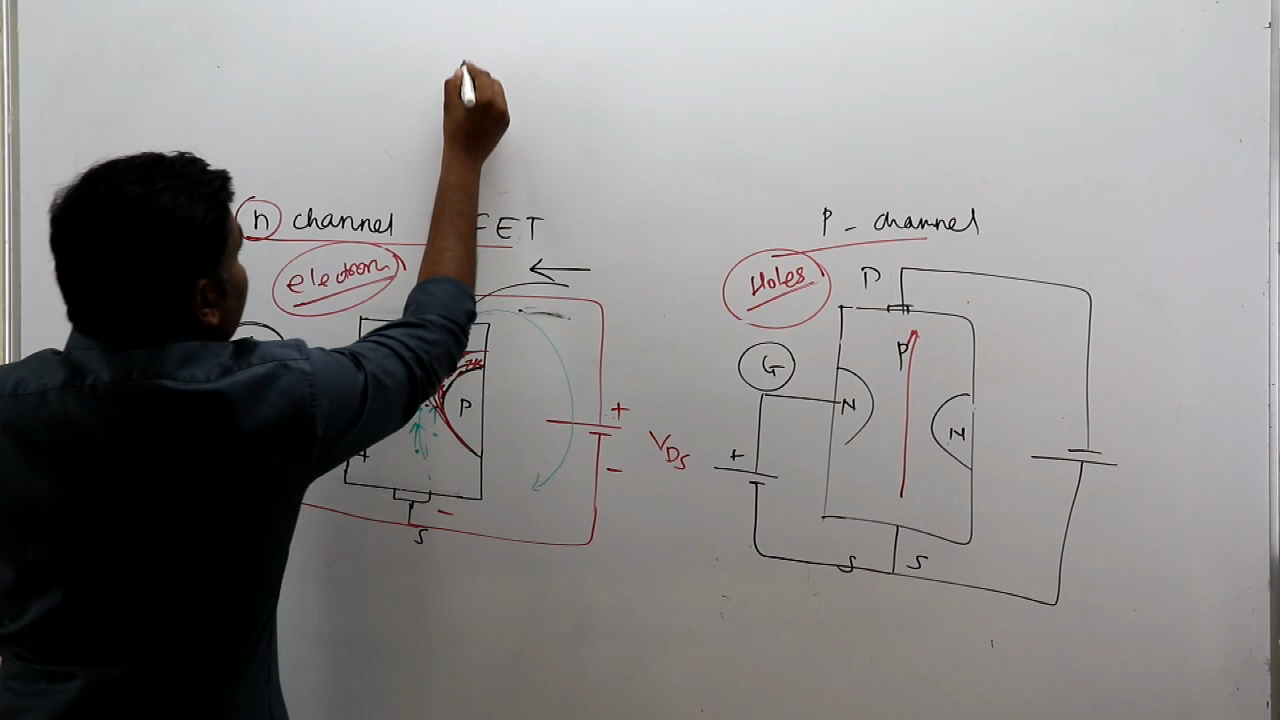 n channel FET
electron
P
+
+
-
VDS
-
S
P - channel
Holes
D
G
P
N
N
+
S
S